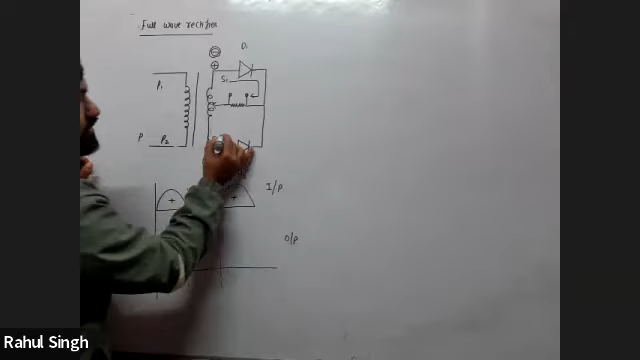 Full wave rectifier
D1
S1
P1
P
P2
+
+
I/P
O/P
Rahul Singh